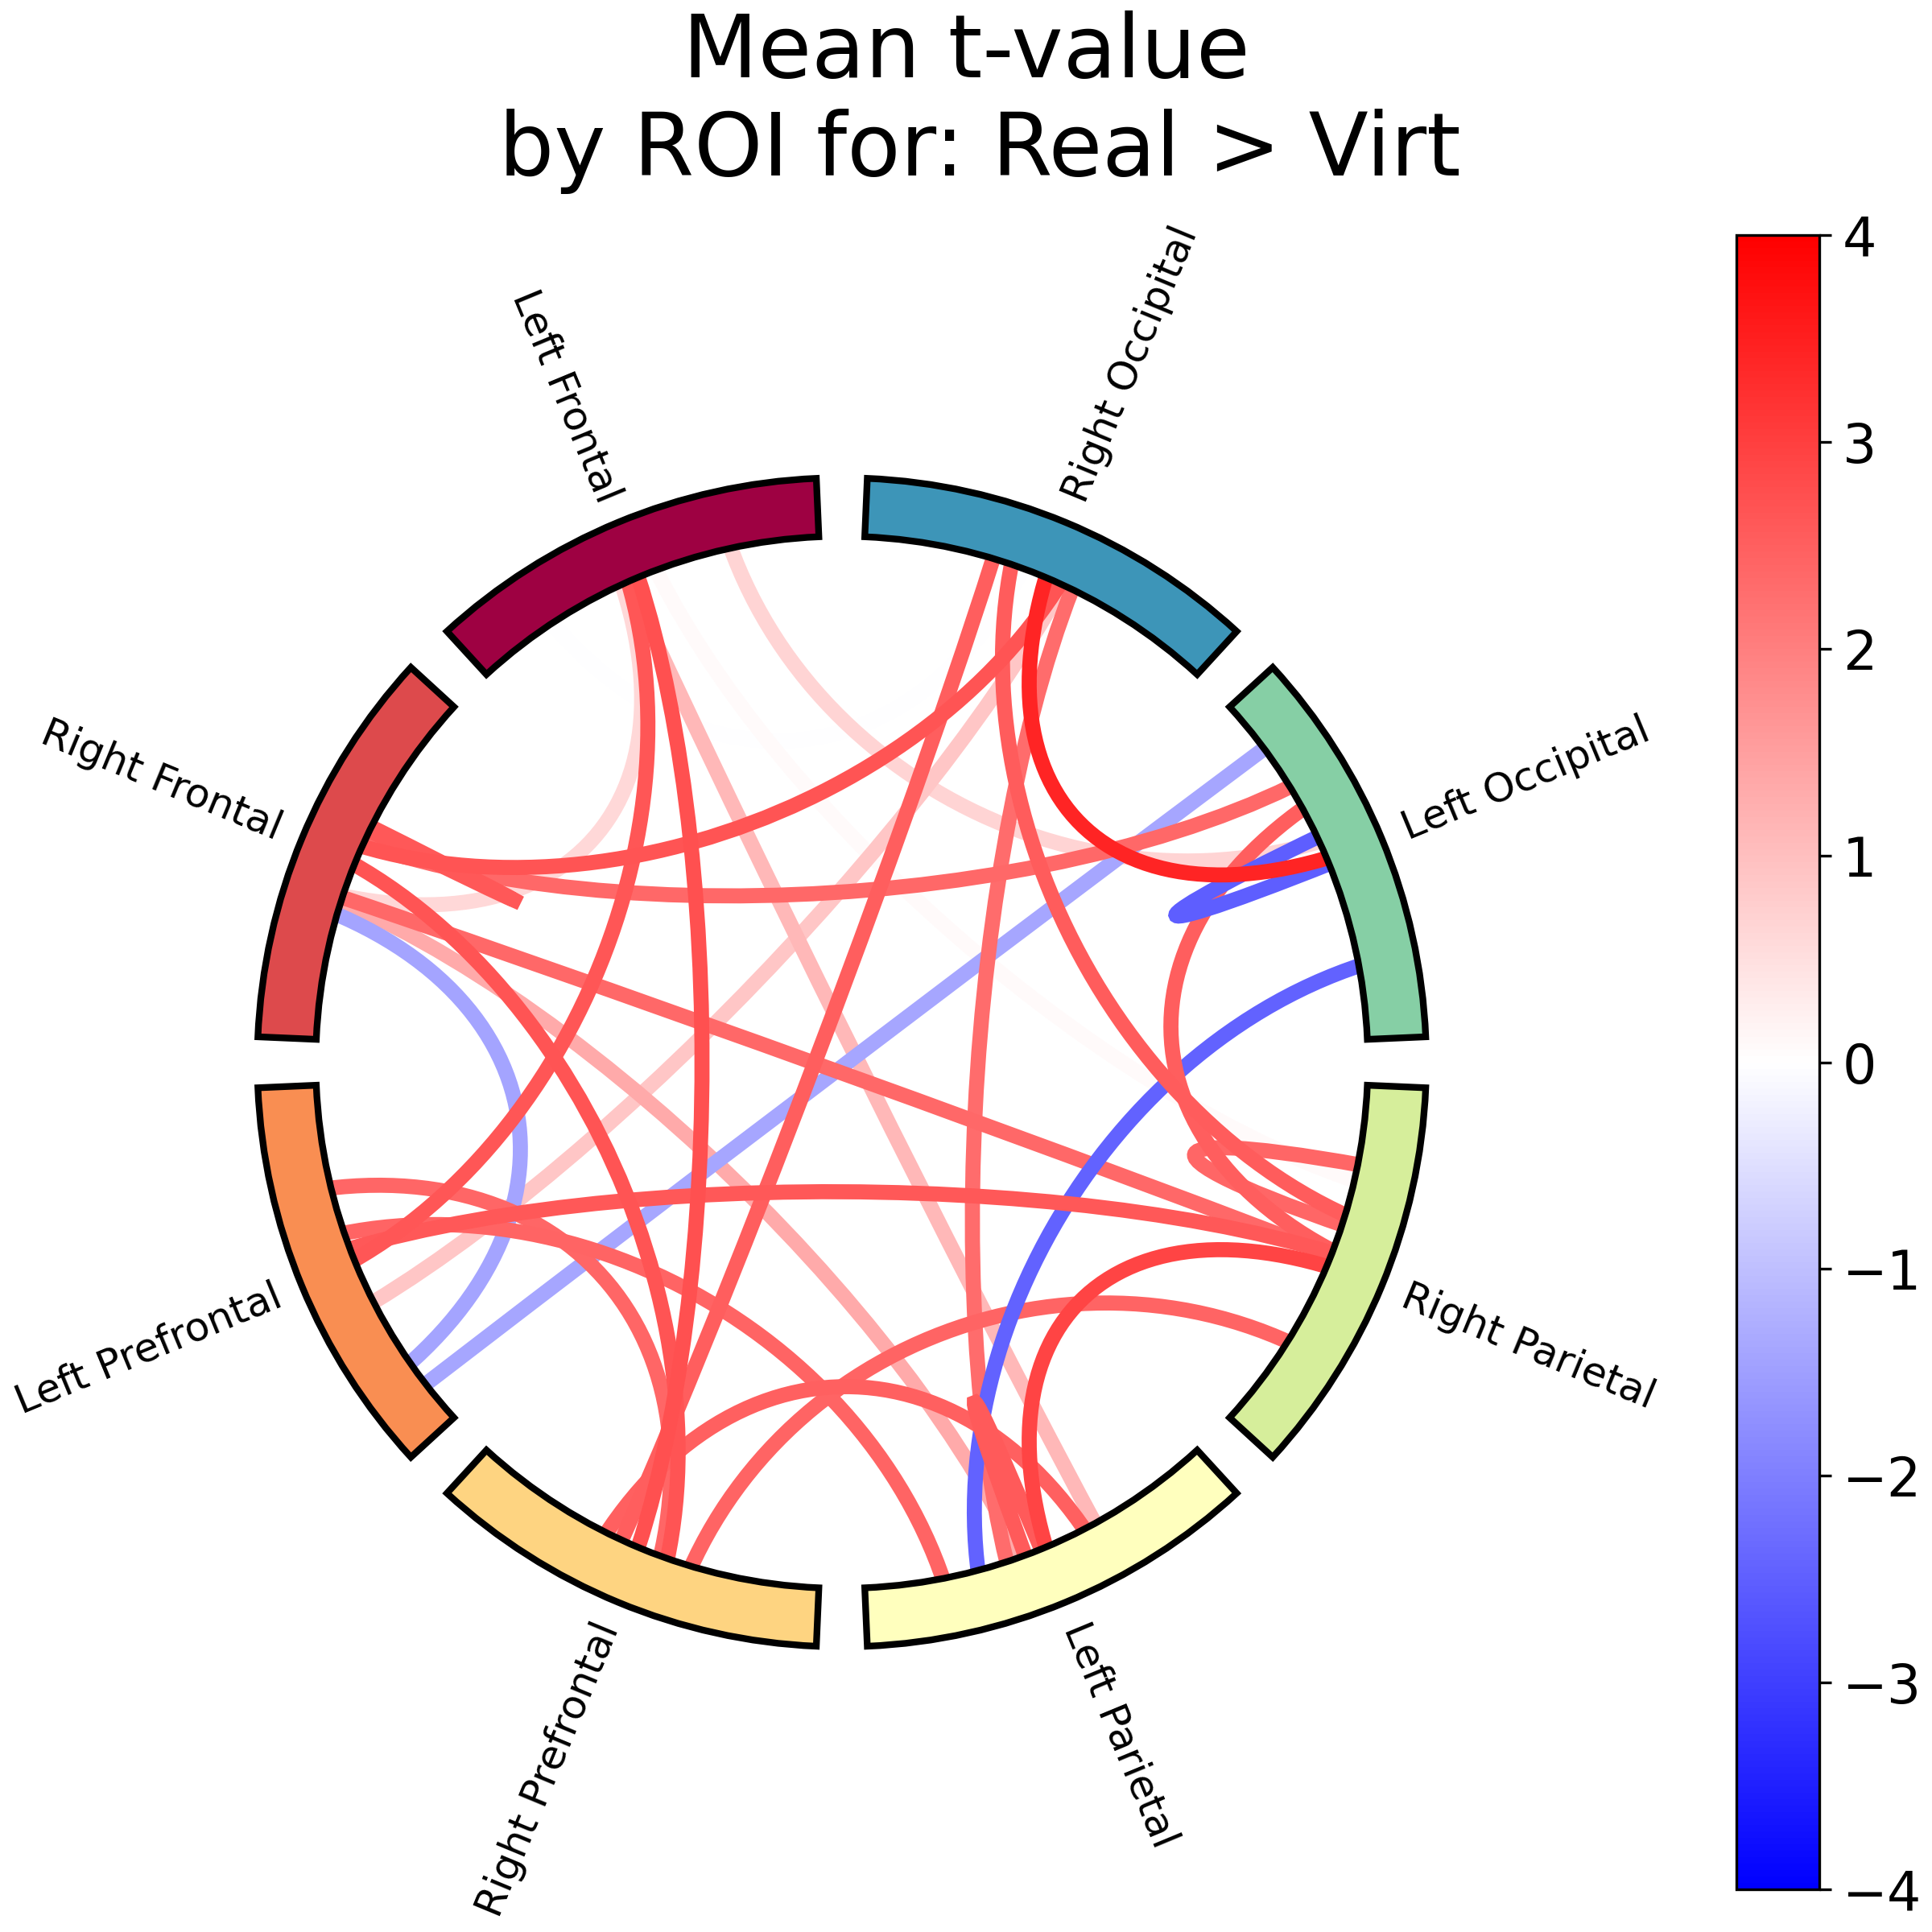 Mean t-value
by ROI for: Real > Virt
Right Occipital
Left Frontal
Left Occipital
Right Frontal
Right Parietal
Left Prefrontal
Left Parietal
Right Prefrontal
4
3
2
1
0
−1
−2
−3
−4